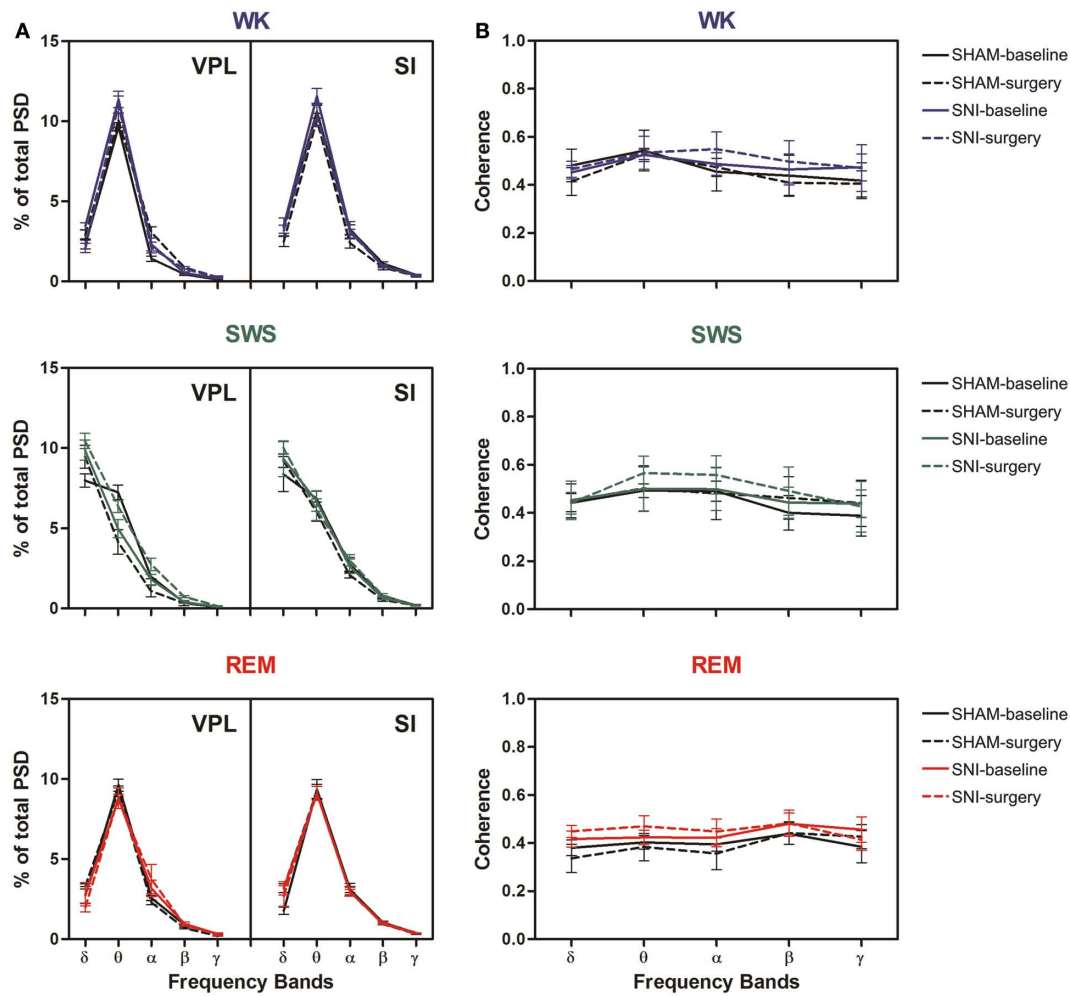 A
WK
15
10
5
0
% of total PSD
VPL
SI
SWS
15
10
5
0
% of total PSD
VPL
SI
REM
15
10
5
0
% of total PSD
VPL
SI
δ θ α β γ δ θ α β γ
Frequency Bands
B
WK
1.0
0.8
0.6
0.4
0.2
0.0
Coherence
SHAM-baseline
SHAM-surgery
SNI-baseline
SNI-surgery
SWS
1.0
0.8
0.6
0.4
0.2
0.0
Coherence
SHAM-baseline
SHAM-surgery
SNI-baseline
SNI-surgery
REM
1.0
0.8
0.6
0.4
0.2
0.0
Coherence
SHAM-baseline
SHAM-surgery
SNI-baseline
SNI-surgery
δ θ α β γ
Frequency Bands